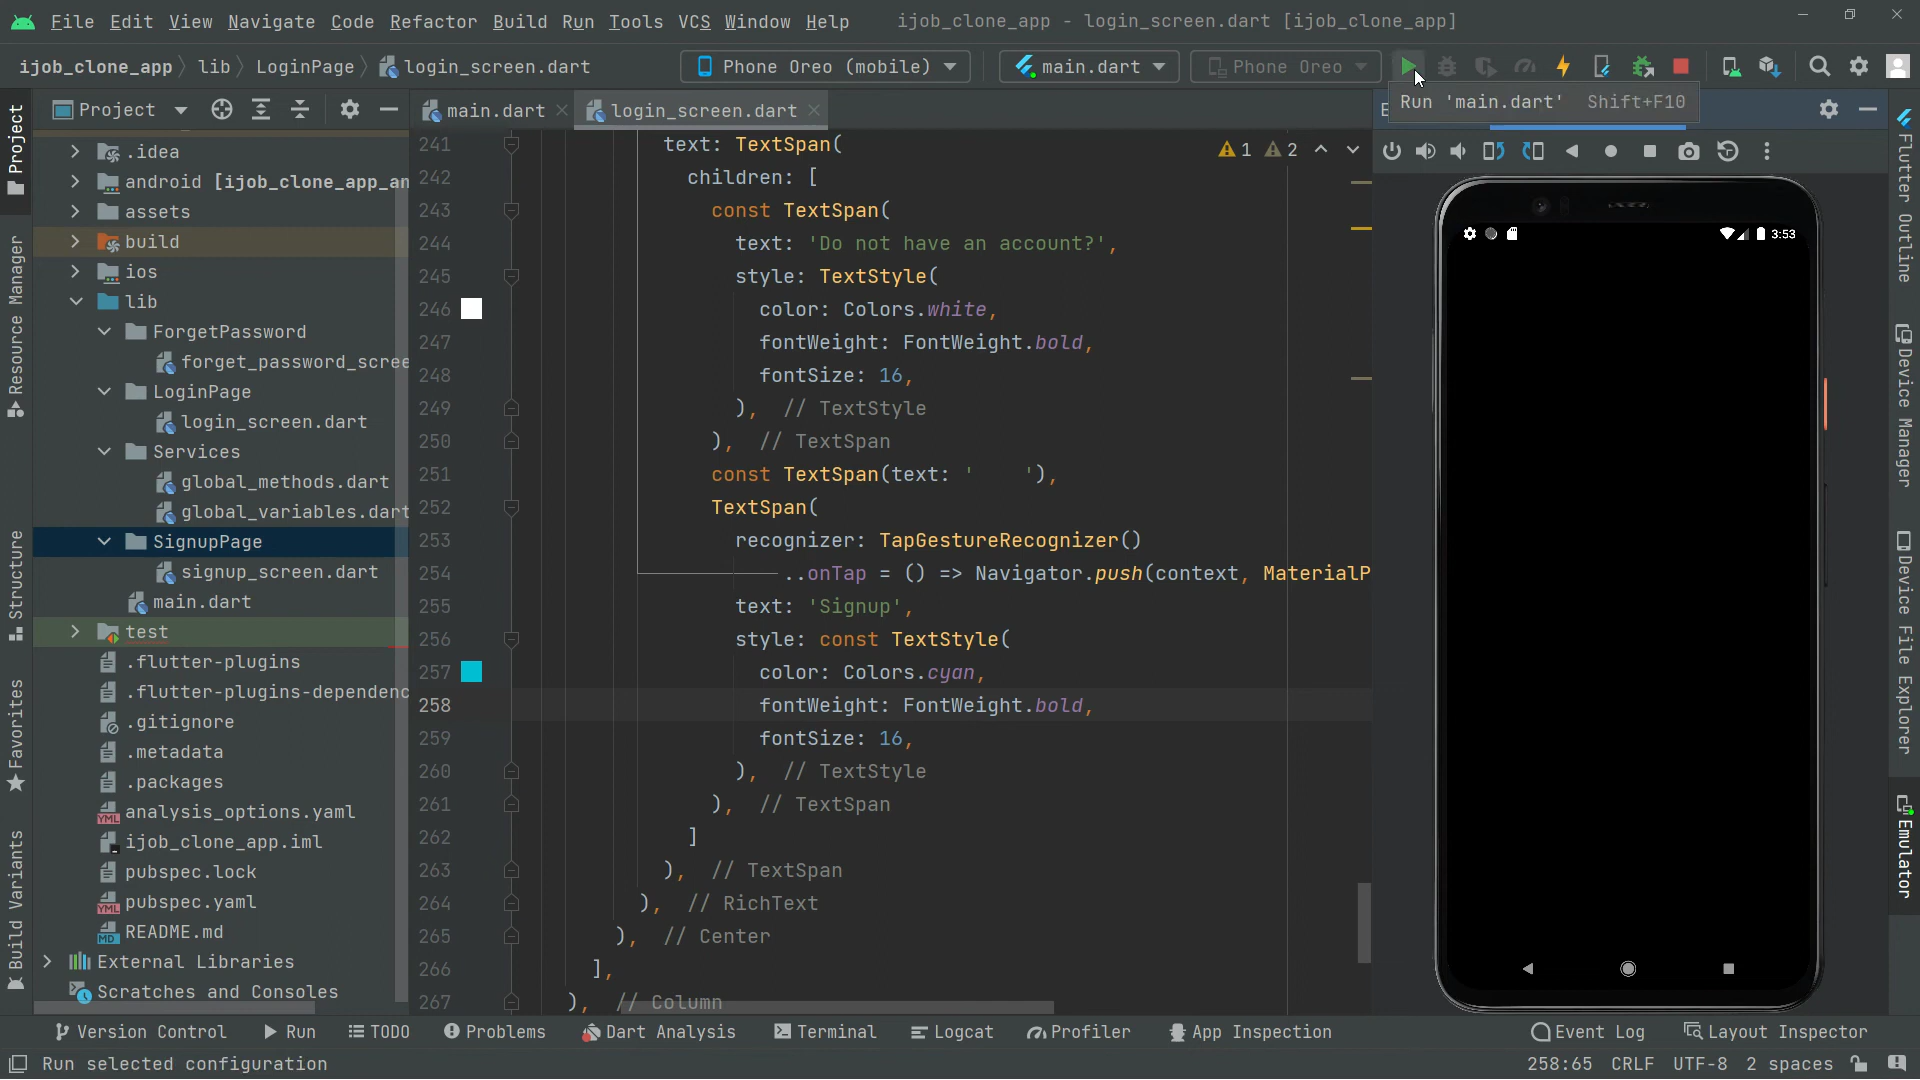 File Edit View Navigate Code Refactor Build Run Tools VCS Window Help ijob_clone_app - login_screen.dart [ijob_clone_app]
ijob_clone_app lib LoginPage login_screen.dart Phone Oreo (mobile) main.dart Phone Oreo
Run 'main.dart' Shift+F10
Project main.dart login_screen.dart
.idea
android [ijob_clone_app_an
assets
build
ios
lib
ForgetPassword
forget_password_scree
LoginPage
login_screen.dart
Services
global_methods.dart
global_variables.dart
SignupPage
signup_screen.dart
main.dart
test
.flutter-plugins
.flutter-plugins-dependenc
.gitignore
.metadata
.packages
analysis_options.yaml
ijob_clone_app.iml
pubspec.lock
pubspec.yaml
README.md
External Libraries
Scratches and Consoles
241 text: TextSpan(
242 children: [
243 const TextSpan(
244 text: 'Do not have an account?',
245 style: TextStyle(
246 color: Colors.white,
247 fontWeight: FontWeight.bold,
248 fontSize: 16,
249 ), // TextStyle
250 ), // TextSpan
251 const TextSpan(text: '    '),
252 TextSpan(
253 recognizer: TapGestureRecognizer()
254 ..onTap = () => Navigator.push(context, MaterialP
255 text: 'Signup',
256 style: const TextStyle(
257 color: Colors.cyan,
258 fontWeight: FontWeight.bold,
259 fontSize: 16,
260 ), // TextStyle
261 ), // TextSpan
262 ]
263 ), // TextSpan
264 ), // RichText
265 ), // Center
266 ],
267 ), // Column
1 2
3:53
Project
Resource Manager
Structure
Favorites
Build Variants
Flutter Outline
Device Manager
Device File Explorer
Emulator
Version Control Run TODO Problems Dart Analysis Terminal Logcat Profiler App Inspection Event Log Layout Inspector
Run selected configuration 258:65 CRLF UTF-8 2 spaces